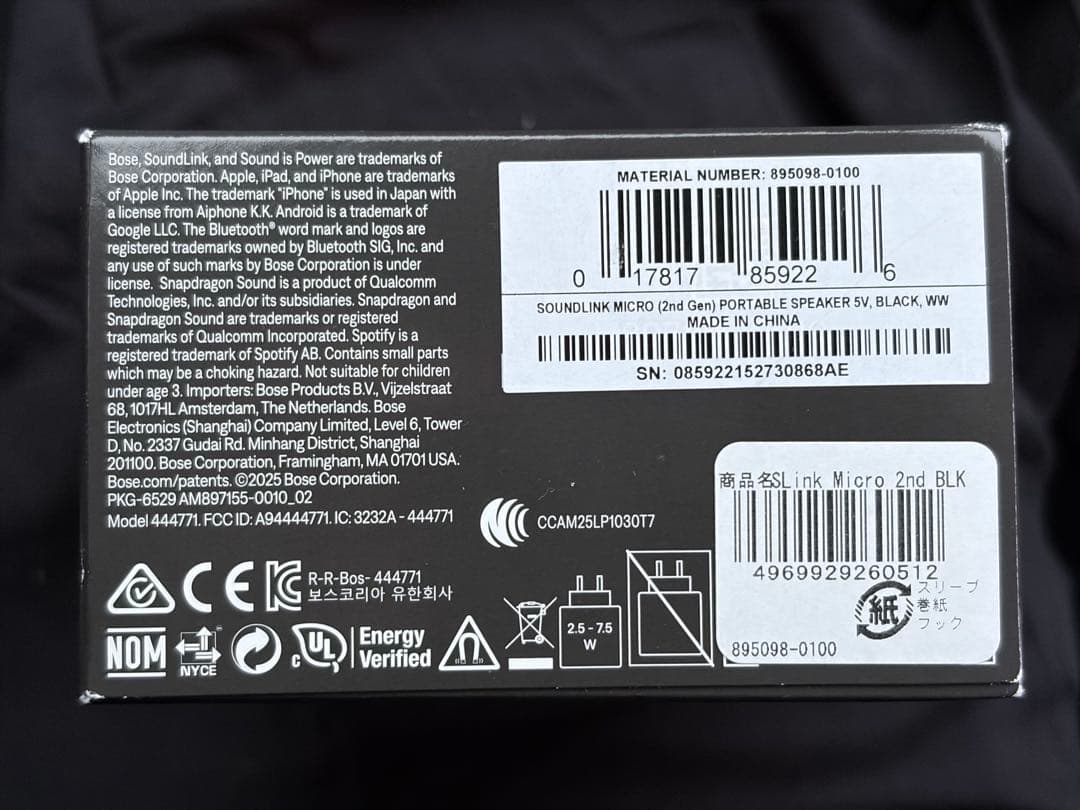 Bose, SoundLink, and Sound is Power are trademarks of
Bose Corporation. Apple, iPad, and iPhone are trademarks
of Apple Inc. The trademark "iPhone" is used in Japan with
a license from Aiphone K.K. Android is a trademark of
Google LLC. The Bluetooth® word mark and logos are
registered trademarks owned by Bluetooth SIG, Inc. and
any use of such marks by Bose Corporation is under
license. Snapdragon Sound is a product of Qualcomm
Technologies, Inc. and/or its subsidiaries. Snapdragon and
Snapdragon Sound are trademarks or registered
trademarks of Qualcomm Incorporated. Spotify is a
registered trademark of Spotify AB. Contains small parts
which may be a choking hazard. Not suitable for children
under age 3. Importers: Bose Products B.V., Vijzelstraat
68, 1017HL Amsterdam, The Netherlands. Bose
Electronics (Shanghai) Company Limited, Level 6, Tower
D, No. 2337 Gudai Rd. Minhang District, Shanghai
201100. Bose Corporation, Framingham, MA 01701 USA.
Bose.com/patents. ©2025 Bose Corporation.
PKG-6529 AM897155-0010_02
Model 444771. FCC ID: A94444771. IC: 3232A - 444771
MATERIAL NUMBER: 895098-0100
0 17817 85922 6
SOUNDLINK MICRO (2nd Gen) PORTABLE SPEAKER 5V, BLACK, WW
MADE IN CHINA
SN: 085922152730868AE
CCAM25LP1030T7
商品名SLink Micro 2nd BLK
4969929260512
紙
スリーブ
巻紙
フック
895098-0100
CE
R-R-Bos- 444771
보스코리아 유한회사
NOM
NYCE
c UL
Energy
Verified
2.5 - 7.5
W